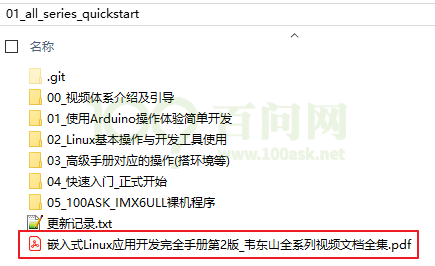 01_all_series_quickstart
名称
.git
00_视频体系介绍及引导
01_使用Arduino操作体验简单开发
02_Linux基本操作与开发工具使用
03_高级手册对应的操作(搭环境等)
04_快速入门_正式开始
05_100ASK_IMX6ULL裸机程序
更新记录.txt
嵌入式Linux应用开发完全手册第2版_韦东山全系列视频文档全集.pdf
百问网
www.100ask.net